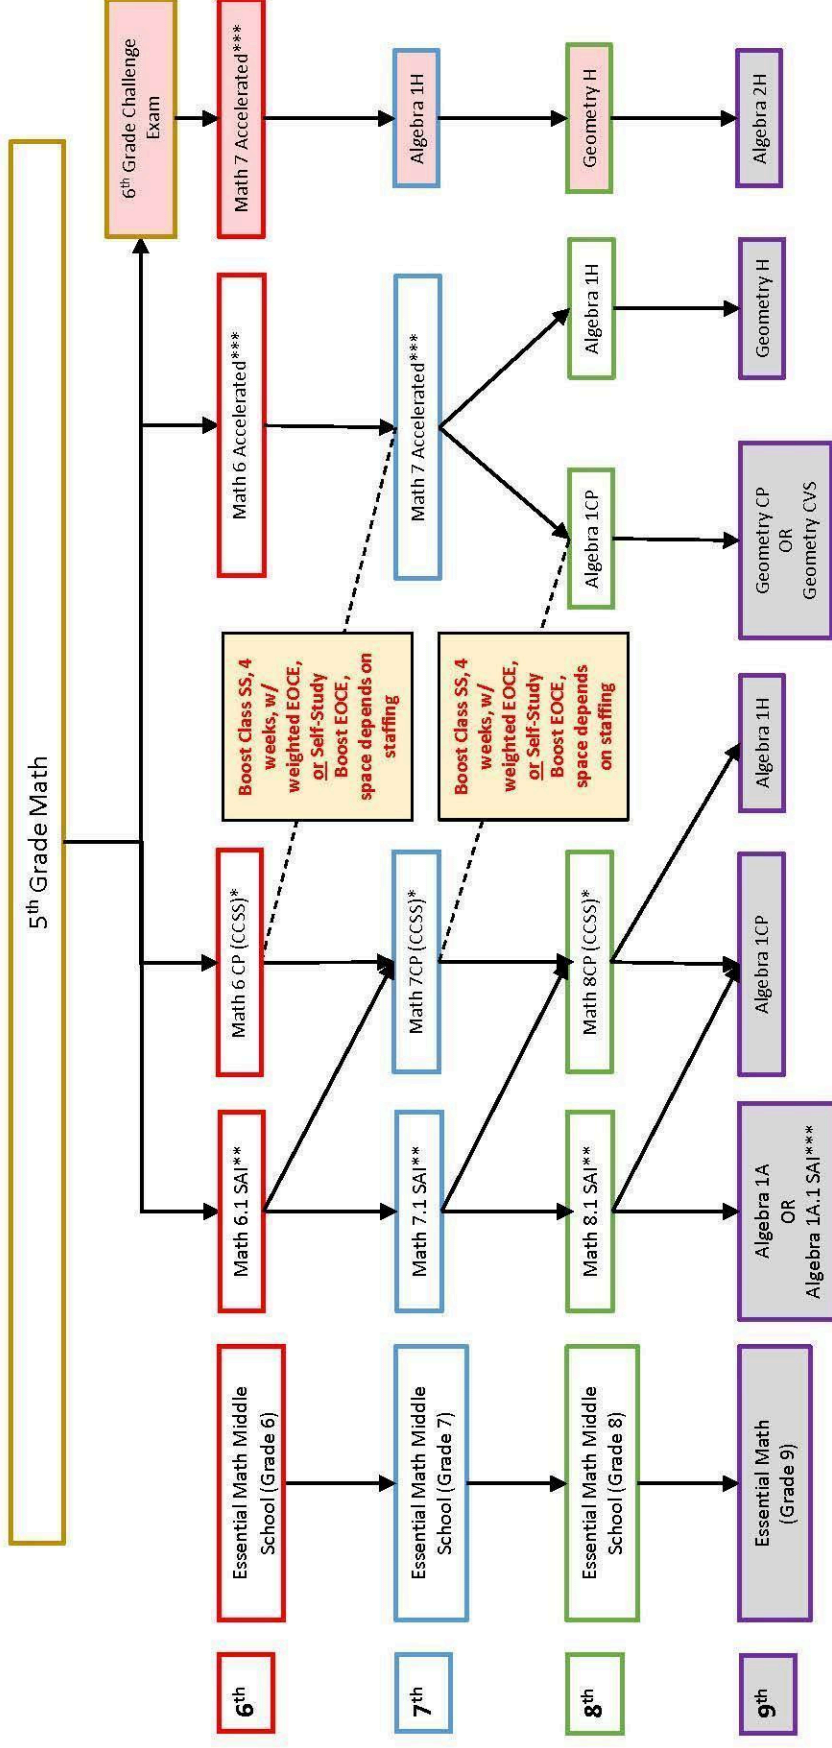 5th Grade Math
6th Grade Challenge
Exam
6th
Essential Math Middle
School (Grade 6)
Math 6.1 SAI**
Math 6 CP (CCSS)*
Math 6 Accelerated***
Math 7 Accelerated***
Boost Class SS, 4
weeks, w/
weighted EOCE,
or Self-Study
Boost EOCE,
space depends on
staffing
7th
Essential Math Middle
School (Grade 7)
Math 7.1 SAI**
Math 7CP (CCSS)*
Math 7 Accelerated***
Algebra 1H
Boost Class SS, 4
weeks, w/
weighted EOCE,
or Self-Study
Boost EOCE,
space depends
on staffing
8th
Essential Math Middle
School (Grade 8)
Math 8.1 SAI**
Math 8CP (CCSS)*
Algebra 1CP
Algebra 1H
Geometry H
9th
Essential Math
(Grade 9)
Algebra 1A
OR
Algebra 1A.1 SAI***
Algebra 1CP
Algebra 1H
Geometry CP
OR
Geometry CVS
Geometry H
Algebra 2H